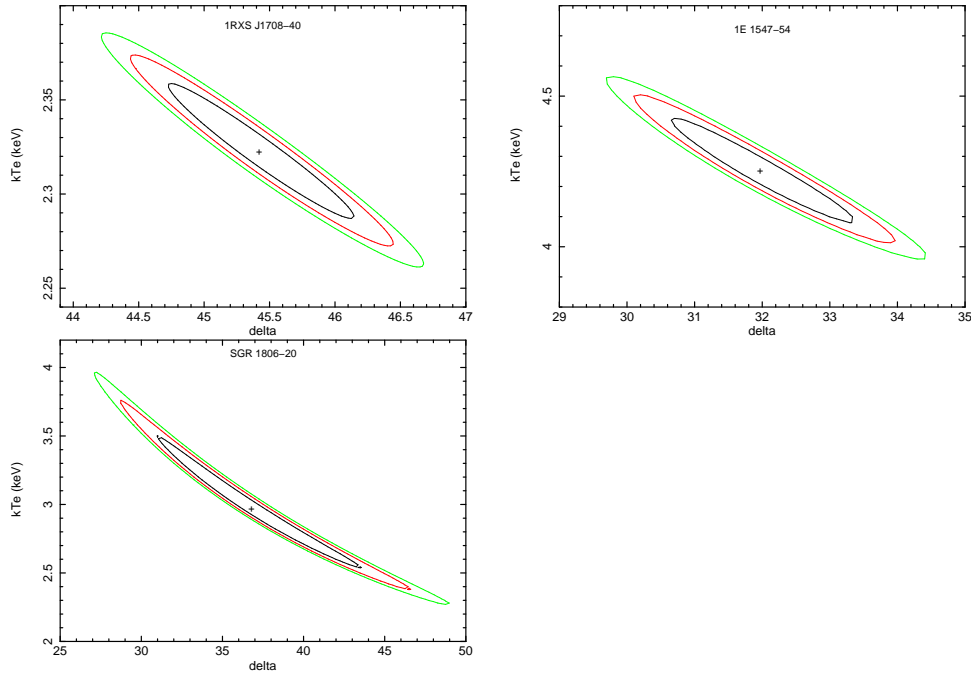 1RXS J1708−40
kTe (keV)
2.35
2.3
2.25
44 44.5 45 45.5 46 46.5 47
delta
1E 1547−54
kTe (keV)
4.5
4
29 30 31 32 33 34 35
delta
SGR 1806−20
kTe (keV)
4
3.5
3
2.5
2
25 30 35 40 45 50
delta